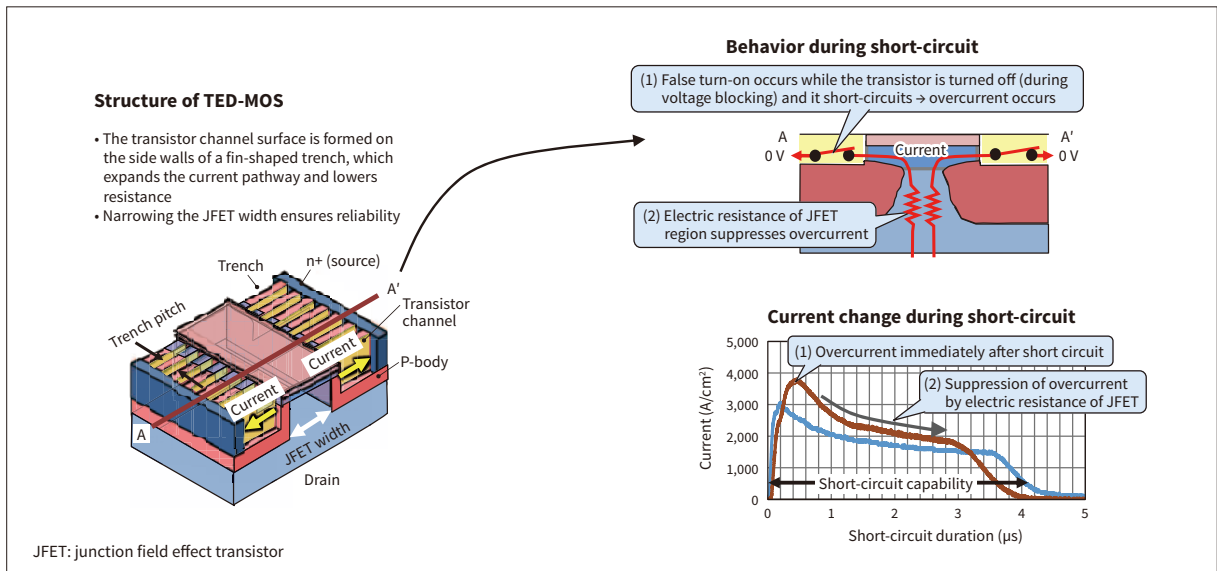 Structure of TED-MOS
• The transistor channel surface is formed on
the side walls of a fin-shaped trench, which
expands the current pathway and lowers
resistance
• Narrowing the JFET width ensures reliability
Trench
n+ (source)
A′
Transistor
channel
Trench pitch
Current
P-body
Current
A
JFET width
Drain
JFET: junction field effect transistor
Behavior during short-circuit
(1) False turn-on occurs while the transistor is turned off (during
voltage blocking) and it short-circuits → overcurrent occurs
A
A′
Current
0 V
0 V
(2) Electric resistance of JFET
region suppresses overcurrent
Current change during short-circuit
5,000
4,000
3,000
2,000
1,000
0
Current (A/cm²)
(1) Overcurrent immediately after short circuit
(2) Suppression of overcurrent
by electric resistance of JFET
Short-circuit capability
0 1 2 3 4 5
Short-circuit duration (μs)